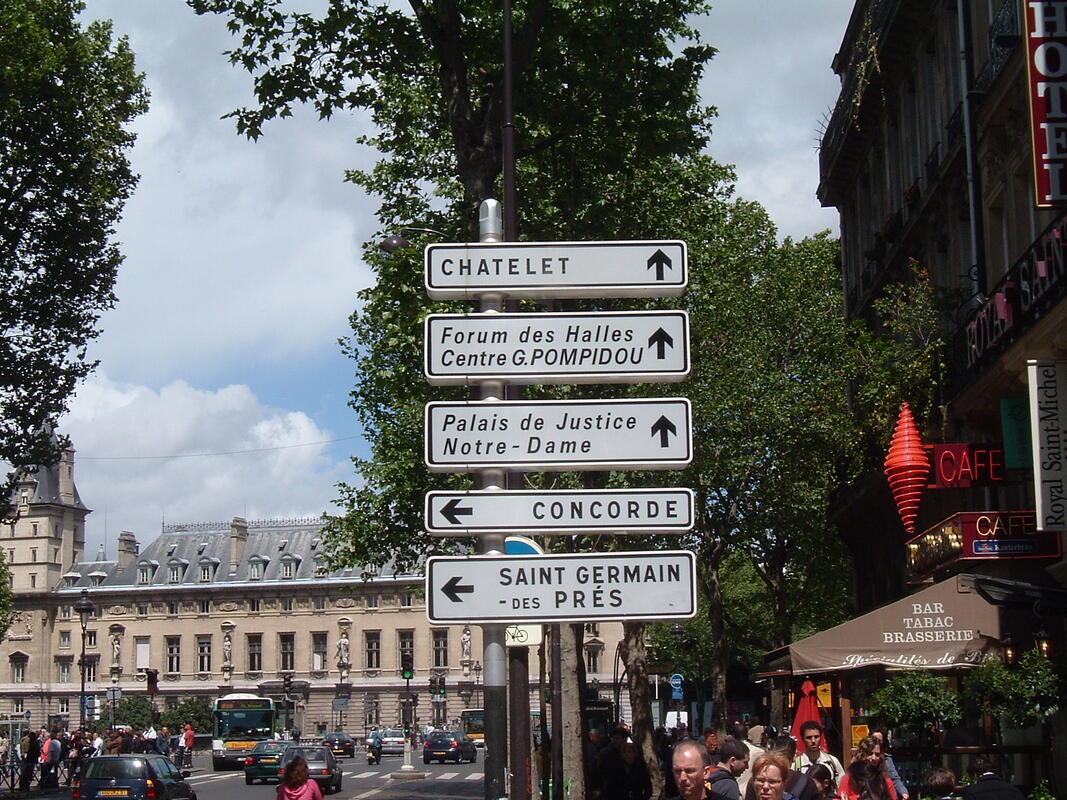 CHATELET
Forum des Halles
Centre G.POMPIDOU
Palais de Justice
Notre-Dame
CONCORDE
SAINT GERMAIN
-DES PRÉS
HOTEL
ROYAL SAINT
Royal Saint-Michel
CAFE
CAFE
Kanterbräu
BAR
TABAC
BRASSERIE
Spécialités de